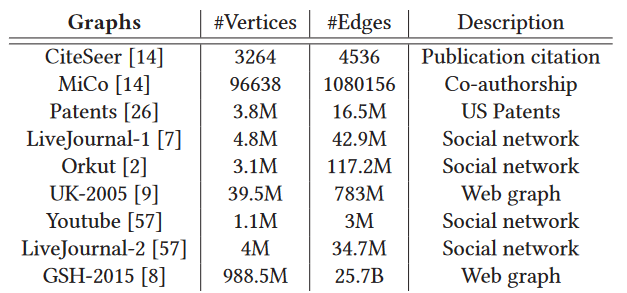 Graphs #Vertices #Edges Description
CiteSeer [14] 3264 4536 Publication citation
MiCo [14] 96638 1080156 Co-authorship
Patents [26] 3.8M 16.5M US Patents
LiveJournal-1 [7] 4.8M 42.9M Social network
Orkut [2] 3.1M 117.2M Social network
UK-2005 [9] 39.5M 783M Web graph
Youtube [57] 1.1M 3M Social network
LiveJournal-2 [57] 4M 34.7M Social network
GSH-2015 [8] 988.5M 25.7B Web graph